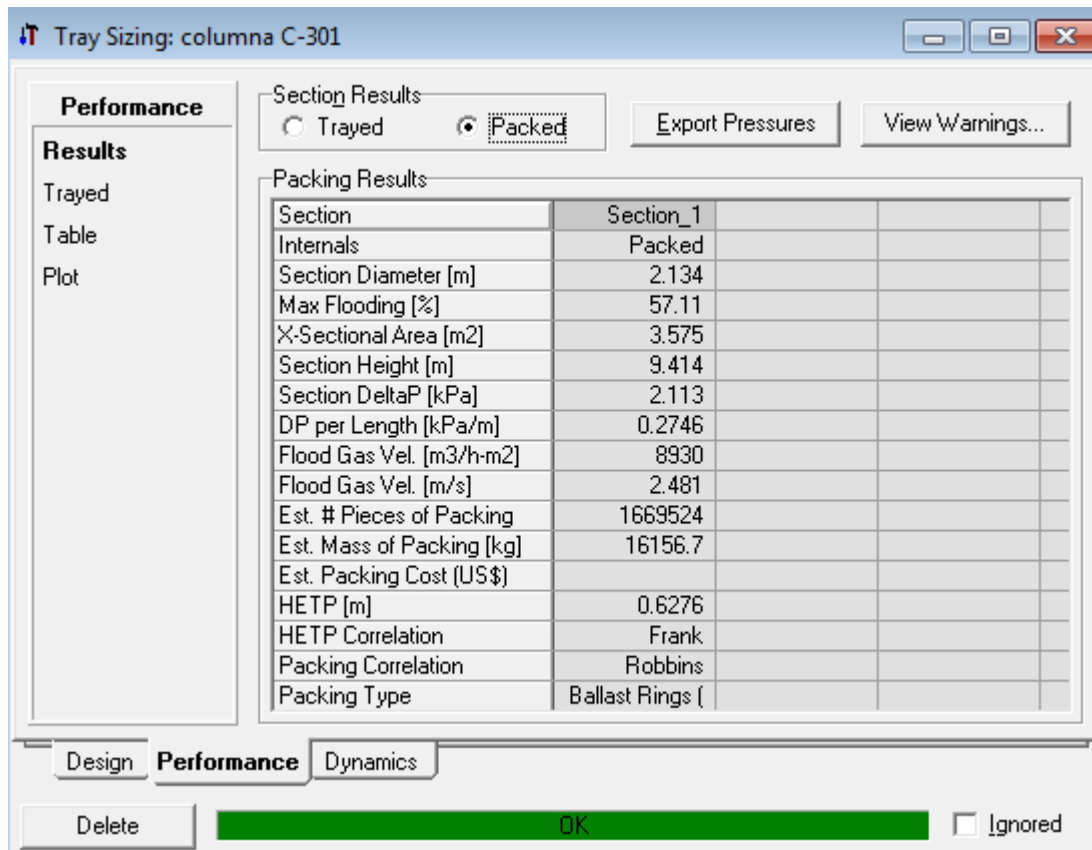 Tray Sizing: columna C-301
Performance
Results
Trayed
Table
Plot
Section Results
Trayed Packed
Export Pressures
View Warnings...
Packing Results
Section Section_1
Internals Packed
Section Diameter [m] 2.134
Max Flooding [%] 57.11
X-Sectional Area [m2] 3.575
Section Height [m] 9.414
Section DeltaP [kPa] 2.113
DP per Length [kPa/m] 0.2746
Flood Gas Vel. [m3/h-m2] 8930
Flood Gas Vel. [m/s] 2.481
Est. # Pieces of Packing 1669524
Est. Mass of Packing [kg] 16156.7
Est. Packing Cost (US$)
HETP [m] 0.6276
HETP Correlation Frank
Packing Correlation Robbins
Packing Type Ballast Rings (
Design Performance Dynamics
Delete OK Ignored